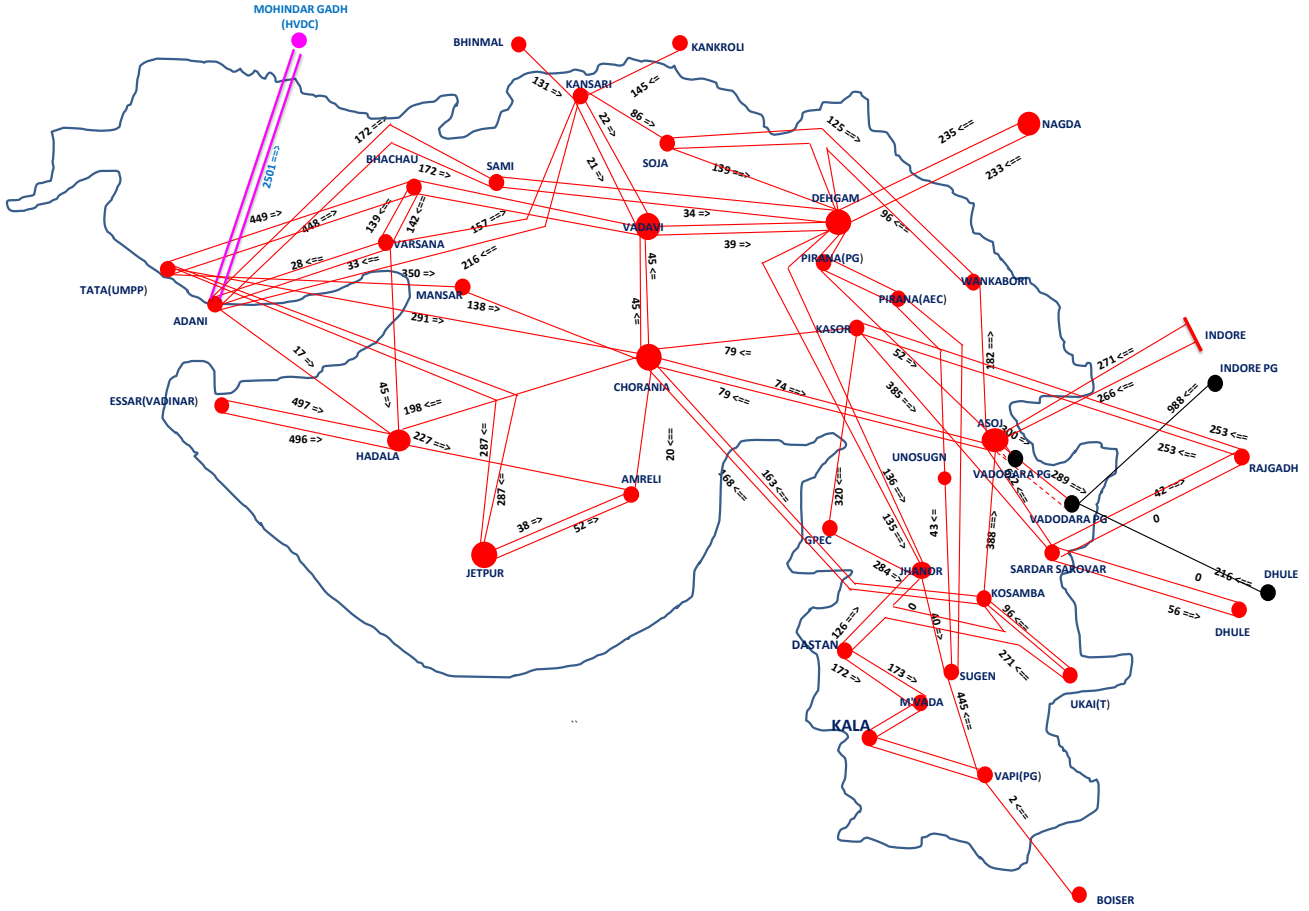 MOHINDAR GADH
(HVDC)
BHINMAL
KANKROLI
131 =>
KANSARI
145 <=
2501 ==>
172 ==>
22 =>
86 =>
125 ==>
235 <==
NAGDA
BHACHAU
172 =>
SAMI
21 =>
SOJA
139 ==>
233 <==
DEHGAM
449 =>
448 ==>
139 <=
142 <==
157 ==>
VADAVI
34 =>
96 <==
VARSANA
39 =>
28 <==
33 <==
216 <=
45 <=
PIRANA(PG)
TATA(UMPP)
350 =>
MANSAR
PIRANA(AEC)
WANKABORI
ADANI
138 =>
45 <=
KASOR
291 =>
INDORE
17 =>
79 <=
52 =>
182 ==>
271 <==
INDORE PG
CHORANIA
74 ==>
385 ==>
266 <==
79 <==
988 <==
ESSAR(VADINAR)
497 =>
45 =>
198 <==
287 <=
ASOJ
253 <==
496 =>
227 ==>
300 =>
253 <==
HADALA
20 <==
UNOSUGN
VADODARA PG
RAJGADH
AMRELI
287 <=
168 <==
163 <==
136 ==>
289 ==>
42 ==>
320 <==
VADODARA PG
0
38 =>
52 =>
135 ==>
43 <=
388 ==>
GPEC
JETPUR
284 =>
JHANOR
SARDAR SAROVAR
0
216 <==
DHULE
KOSAMBA
0
96 <==
56 ==>
126 ==>
40 =>
DHULE
DASTAN
271 <==
172 =>
173 =>
SUGEN
UKAI(T)
M'VADA
445 <==
``
KALA
VAPI(PG)
2 <==
BOISER